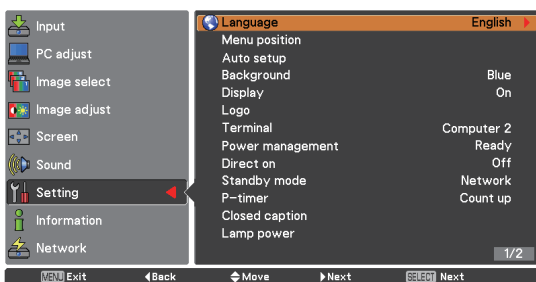 Input
PC adjust
Image select
Image adjust
Screen
Sound
Setting
Information
Network
Language English
Menu position
Auto setup
Background Blue
Display On
Logo
Terminal Computer 2
Power management Ready
Direct on Off
Standby mode Network
P-timer Count up
Closed caption
Lamp power
1/2
MENU Exit Back Move Next SELECT Next